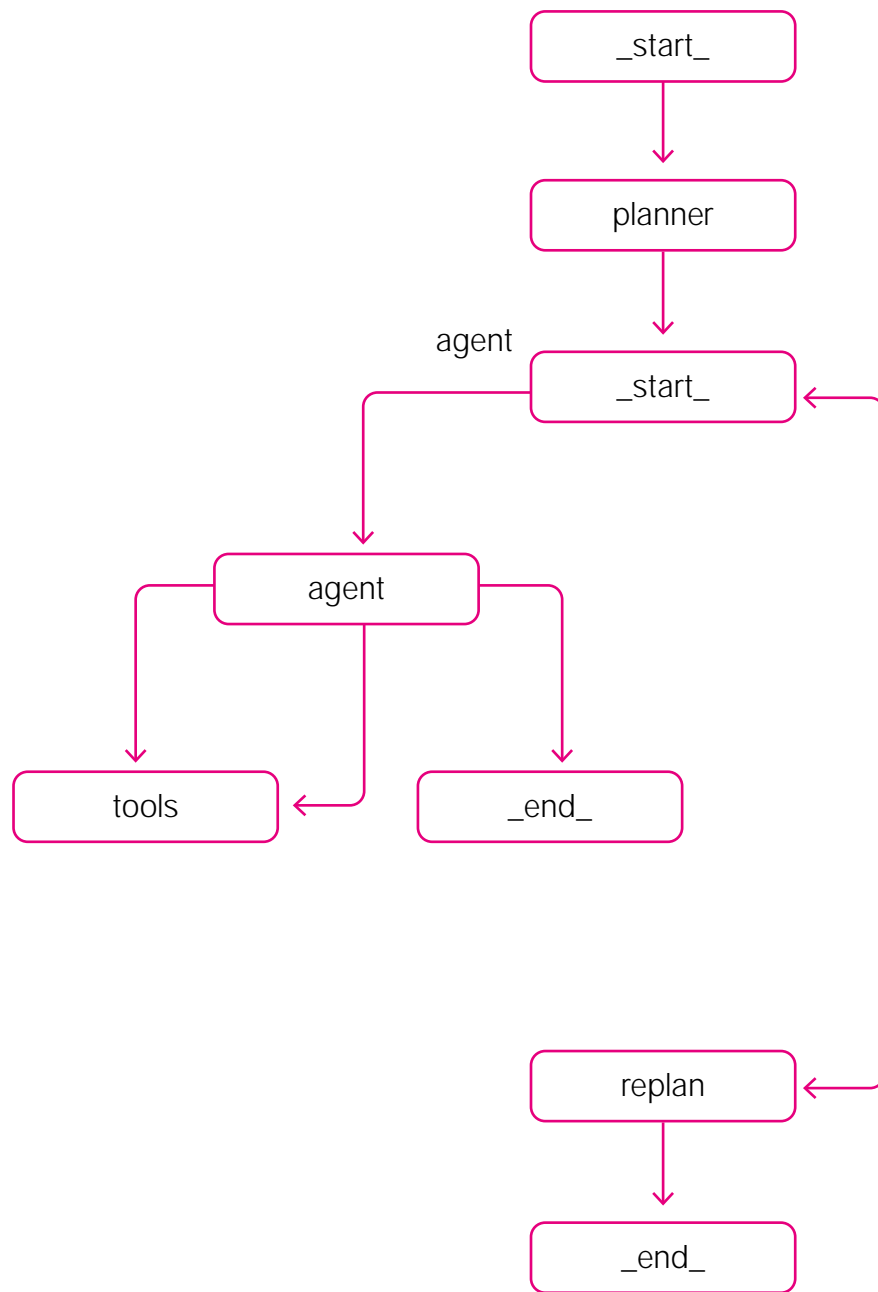 _start_
planner
agent
_start_
agent
tools
_end_
replan
_end_